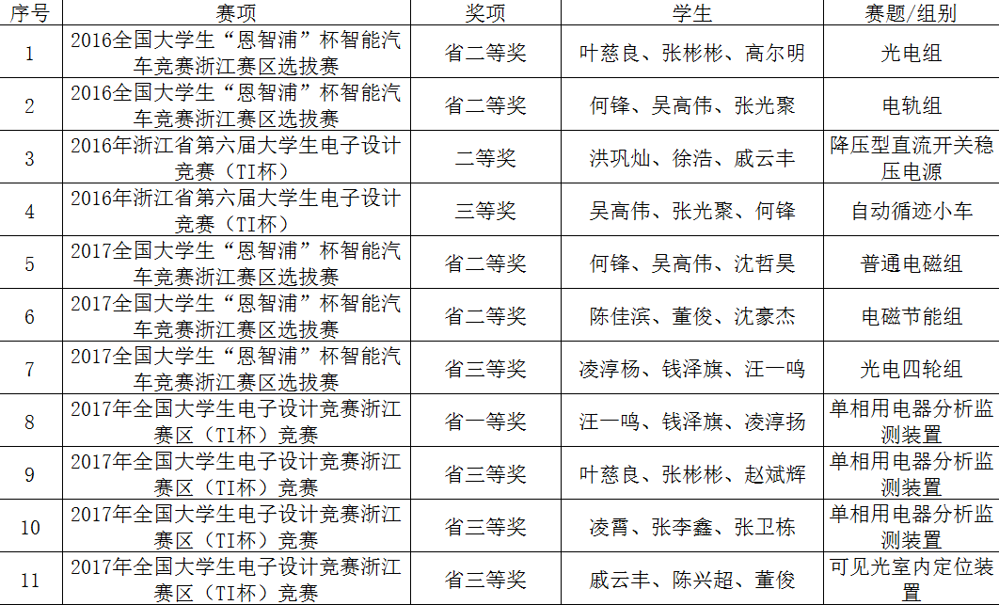 序号 赛项 奖项 学生 赛题/组别
1 2016全国大学生“恩智浦”杯智能汽 省二等奖 叶慈良、张彬彬、高尔明 光电组
车竞赛浙江赛区选拔赛
2 2016全国大学生“恩智浦”杯智能汽 省二等奖 何锋、吴高伟、张光聚 电轨组
车竞赛浙江赛区选拔赛
3 2016年浙江省第六届大学生电子设计 二等奖 洪巩灿、徐浩、戚云丰 降压型直流开关稳
竞赛（TI杯） 压电源
4 2016年浙江省第六届大学生电子设计 三等奖 吴高伟、张光聚、何锋 自动循迹小车
竞赛（TI杯）
5 2017全国大学生“恩智浦”杯智能汽 省二等奖 何锋、吴高伟、沈哲昊 普通电磁组
车竞赛浙江赛区选拔赛
6 2017全国大学生“恩智浦”杯智能汽 省二等奖 陈佳滨、董俊、沈豪杰 电磁节能组
车竞赛浙江赛区选拔赛
7 2017全国大学生“恩智浦”杯智能汽 省三等奖 凌淳杨、钱泽旗、汪一鸣 光电四轮组
车竞赛浙江赛区选拔赛
8 2017年全国大学生电子设计竞赛浙江 省一等奖 汪一鸣、钱泽旗、凌淳扬 单相用电器分析监
赛区（TI杯）竞赛 测装置
9 2017年全国大学生电子设计竞赛浙江 省三等奖 叶慈良、张彬彬、赵斌辉 单相用电器分析监
赛区（TI杯）竞赛 测装置
10 2017年全国大学生电子设计竞赛浙江 省三等奖 凌霄、张李鑫、张卫栋 单相用电器分析监
赛区（TI杯）竞赛 测装置
11 2017年全国大学生电子设计竞赛浙江 省三等奖 戚云丰、陈兴超、董俊 可见光室内定位装
赛区（TI杯）竞赛 置